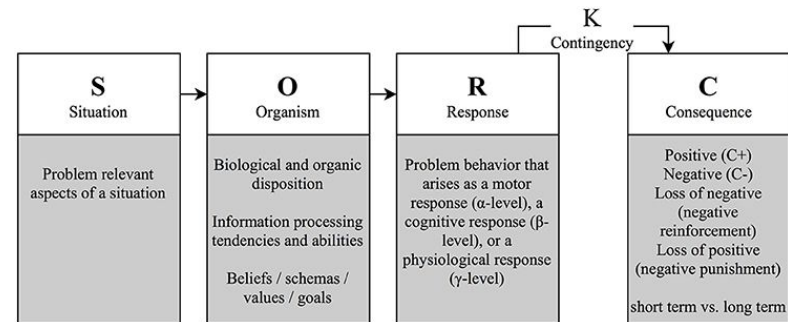 K
Contingency
S
Situation
O
Organism
R
Response
C
Consequence
Problem relevant
aspects of a situation
Biological and organic
disposition
Information processing
tendencies and abilities
Beliefs / schemas /
values / goals
Problem behavior that
arises as a motor
response (α-level), a
cognitive response (β-
level), or a
physiological response
(γ-level)
Positive (C+)
Negative (C-)
Loss of negative
(negative
reinforcement)
Loss of positive
(negative punishment)
short term vs. long term